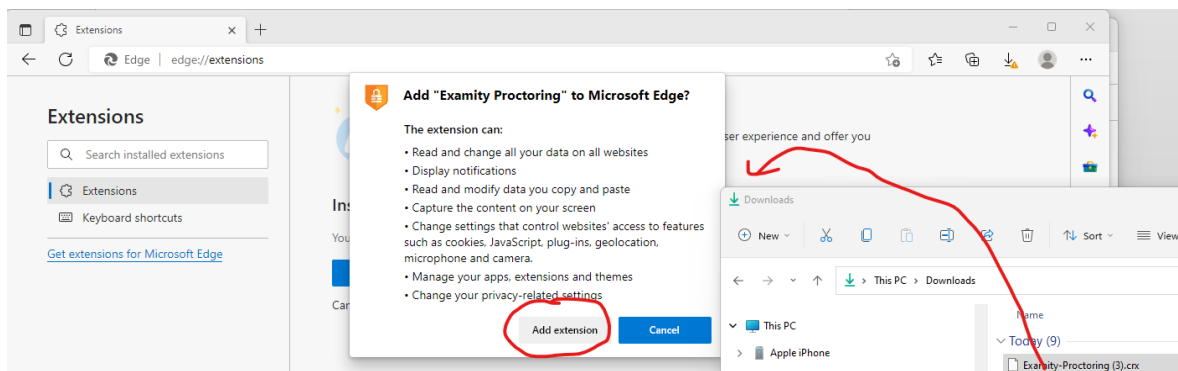 Extensions
Edge
edge://extensions
Extensions
Search installed extensions
Extensions
Keyboard shortcuts
Get extensions for Microsoft Edge
Add "Examity Proctoring" to Microsoft Edge?
The extension can:
• Read and change all your data on all websites
• Display notifications
• Read and modify data you copy and paste
• Capture the content on your screen
• Change settings that control websites' access to features
such as cookies, JavaScript, plug-ins, geolocation,
microphone and camera.
• Manage your apps, extensions and themes
• Change your privacy-related settings
Add extension
Cancel
experience and offer you
You
Downloads
New
Sort
View
This PC > Downloads
This PC
Apple iPhone
Name
Today (9)
Examity-Proctoring (3).crx